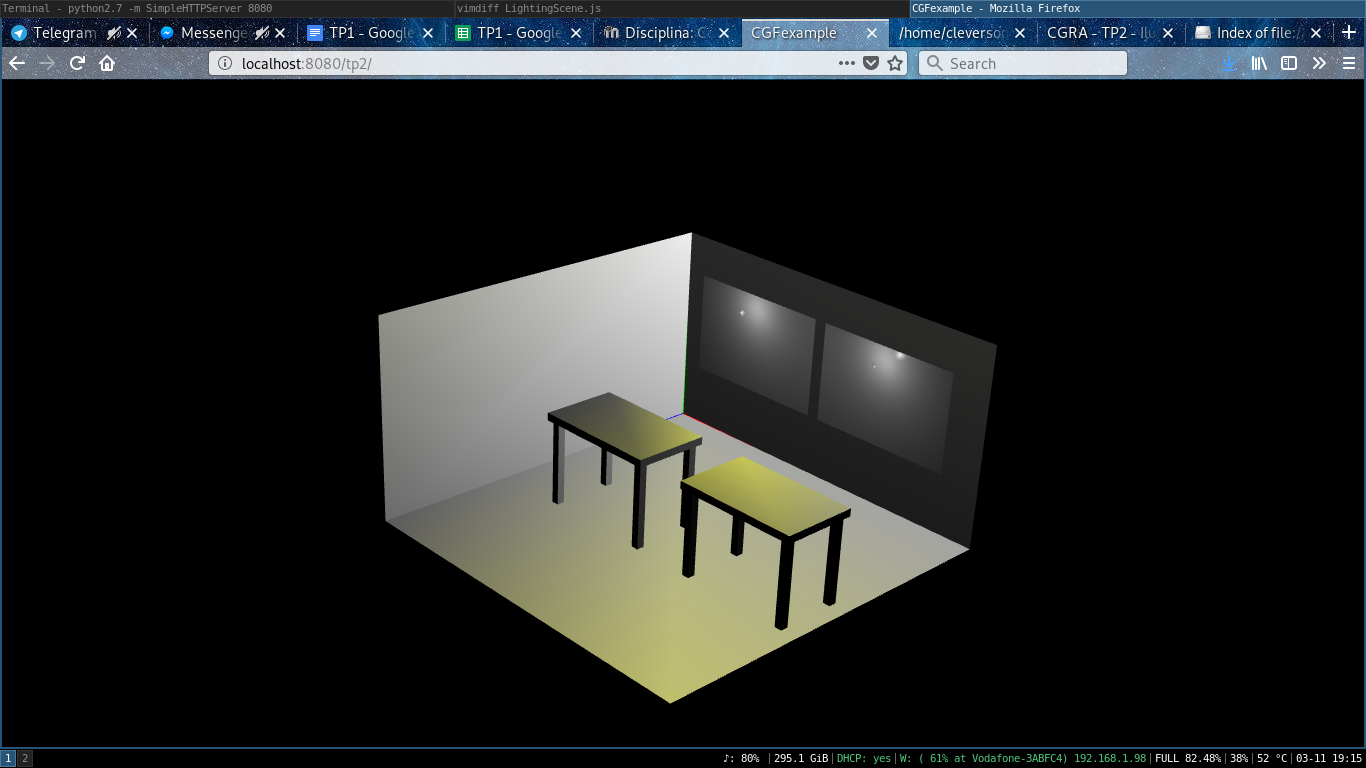 Terminal - python2.7 -m SimpleHTTPServer 8080 vimdiff LightingScene.js CGFexample - Mozilla Firefox
Telegram Messenge TP1 - Google TP1 - Google Disciplina: CGFexample /home/cleverso CGRA - TP2 - Index of file:/
localhost:8080/tp2/ Search
1 2 ♪: 80% 295.1 GiB DHCP: yes W: ( 61% at Vodafone-3ABFC4) 192.168.1.98 FULL 82.48% 38% 52 °C 03-11 19:15